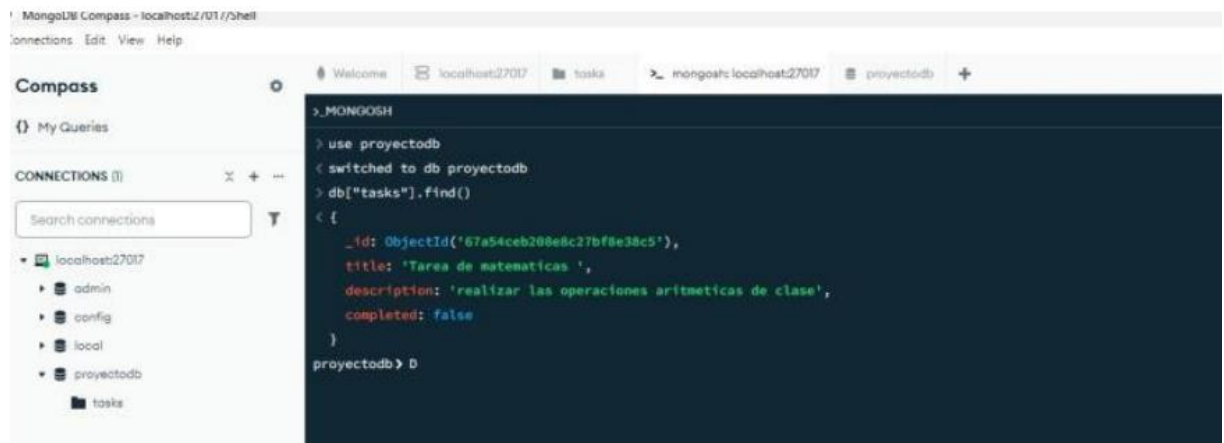 MongoDB Compass - localhost:27017/Shell
Connections Edit View Help
Compass
{} My Queries
CONNECTIONS (1)
Search connections
localhost:27017
admin
config
local
proyectodb
tasks
Welcome localhost:27017 tasks >_ mongosh: localhost:27017 proyectodb +
>_MONGOSH
> use proyectodb
< switched to db proyectodb
> db["tasks"].find()
< {
_id: ObjectId('67a54ceb208e8c27bf8e38c5'),
title: 'Tarea de matematicas ',
description: 'realizar las operaciones aritmeticas de clase',
completed: false
}
proyectodb> D